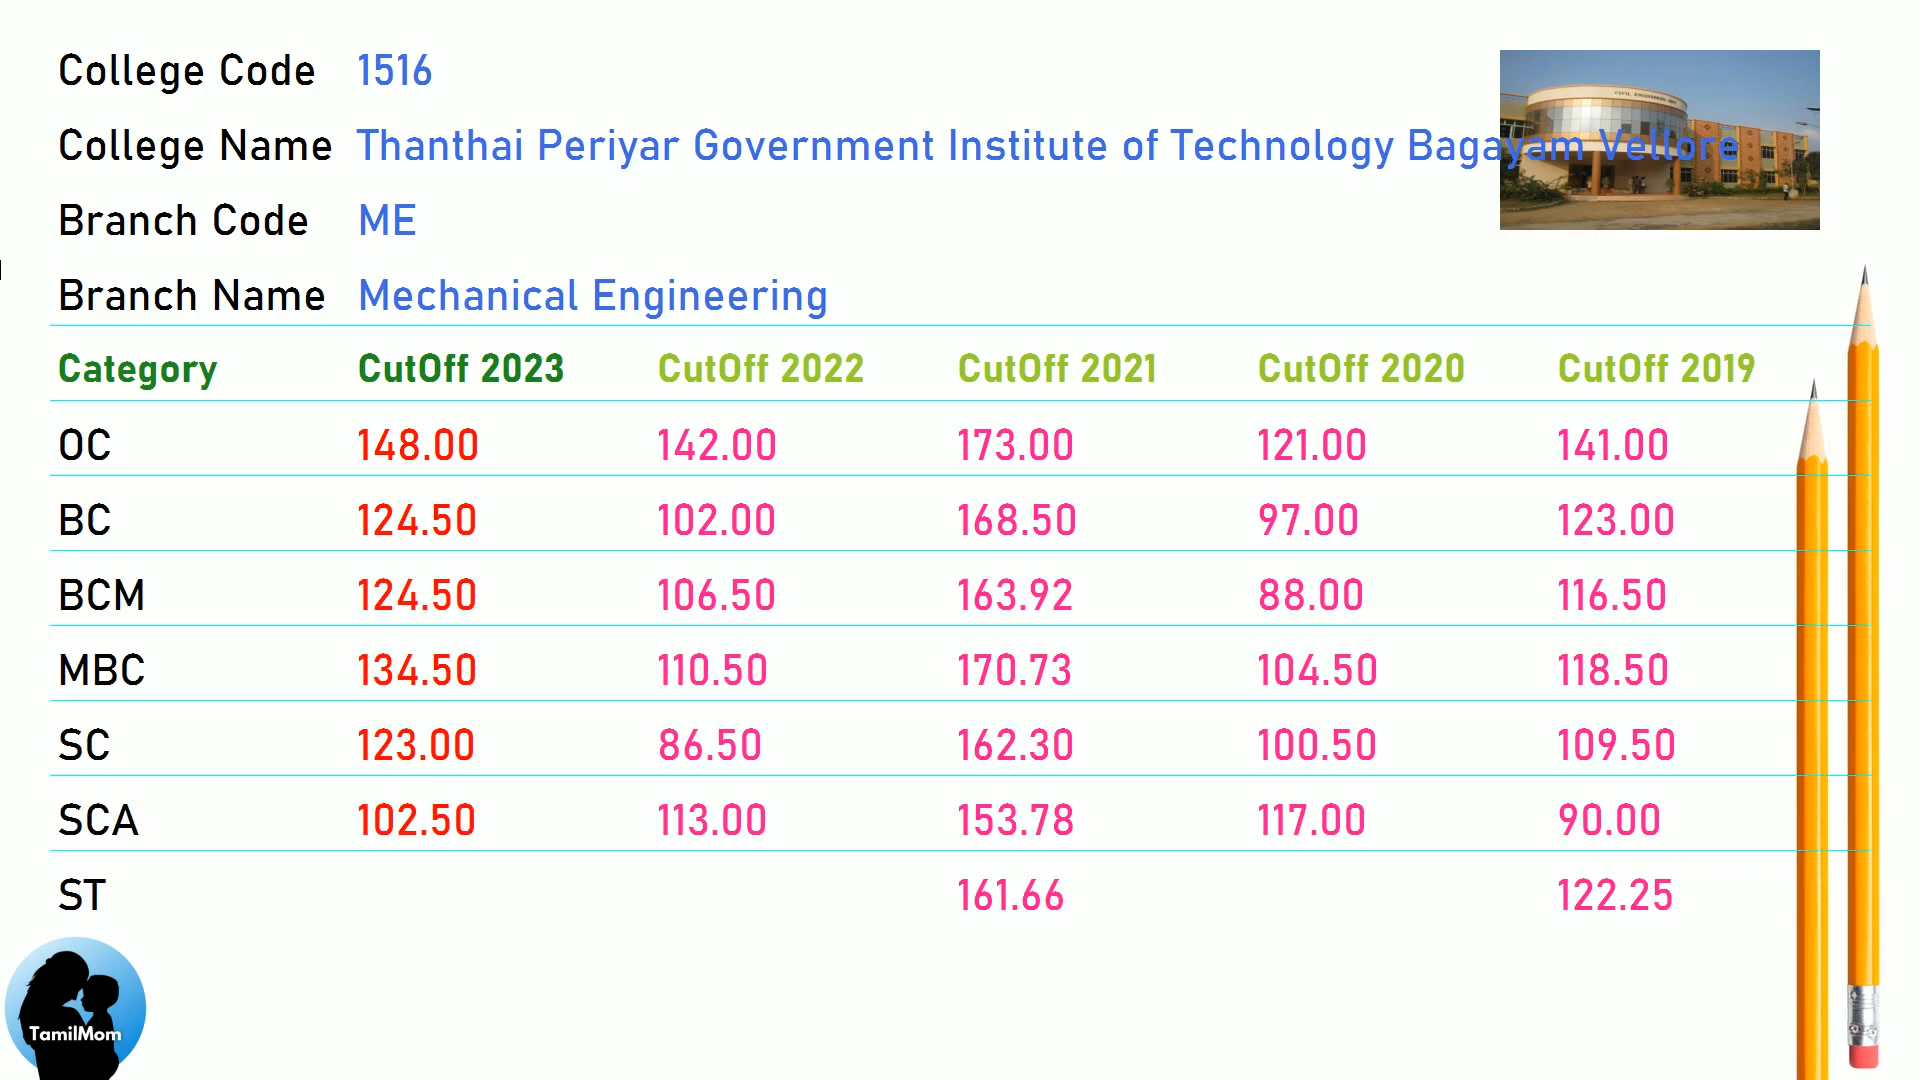 College Code 1516
College Name Thanthai Periyar Government Institute of Technology Bagayam Vellore
Branch Code ME
Branch Name Mechanical Engineering
Category CutOff 2023 CutOff 2022 CutOff 2021 CutOff 2020 CutOff 2019
OC 148.00 142.00 173.00 121.00 141.00
BC 124.50 102.00 168.50 97.00 123.00
BCM 124.50 106.50 163.92 88.00 116.50
MBC 134.50 110.50 170.73 104.50 118.50
SC 123.00 86.50 162.30 100.50 109.50
SCA 102.50 113.00 153.78 117.00 90.00
ST 161.66 122.25
TamilMom